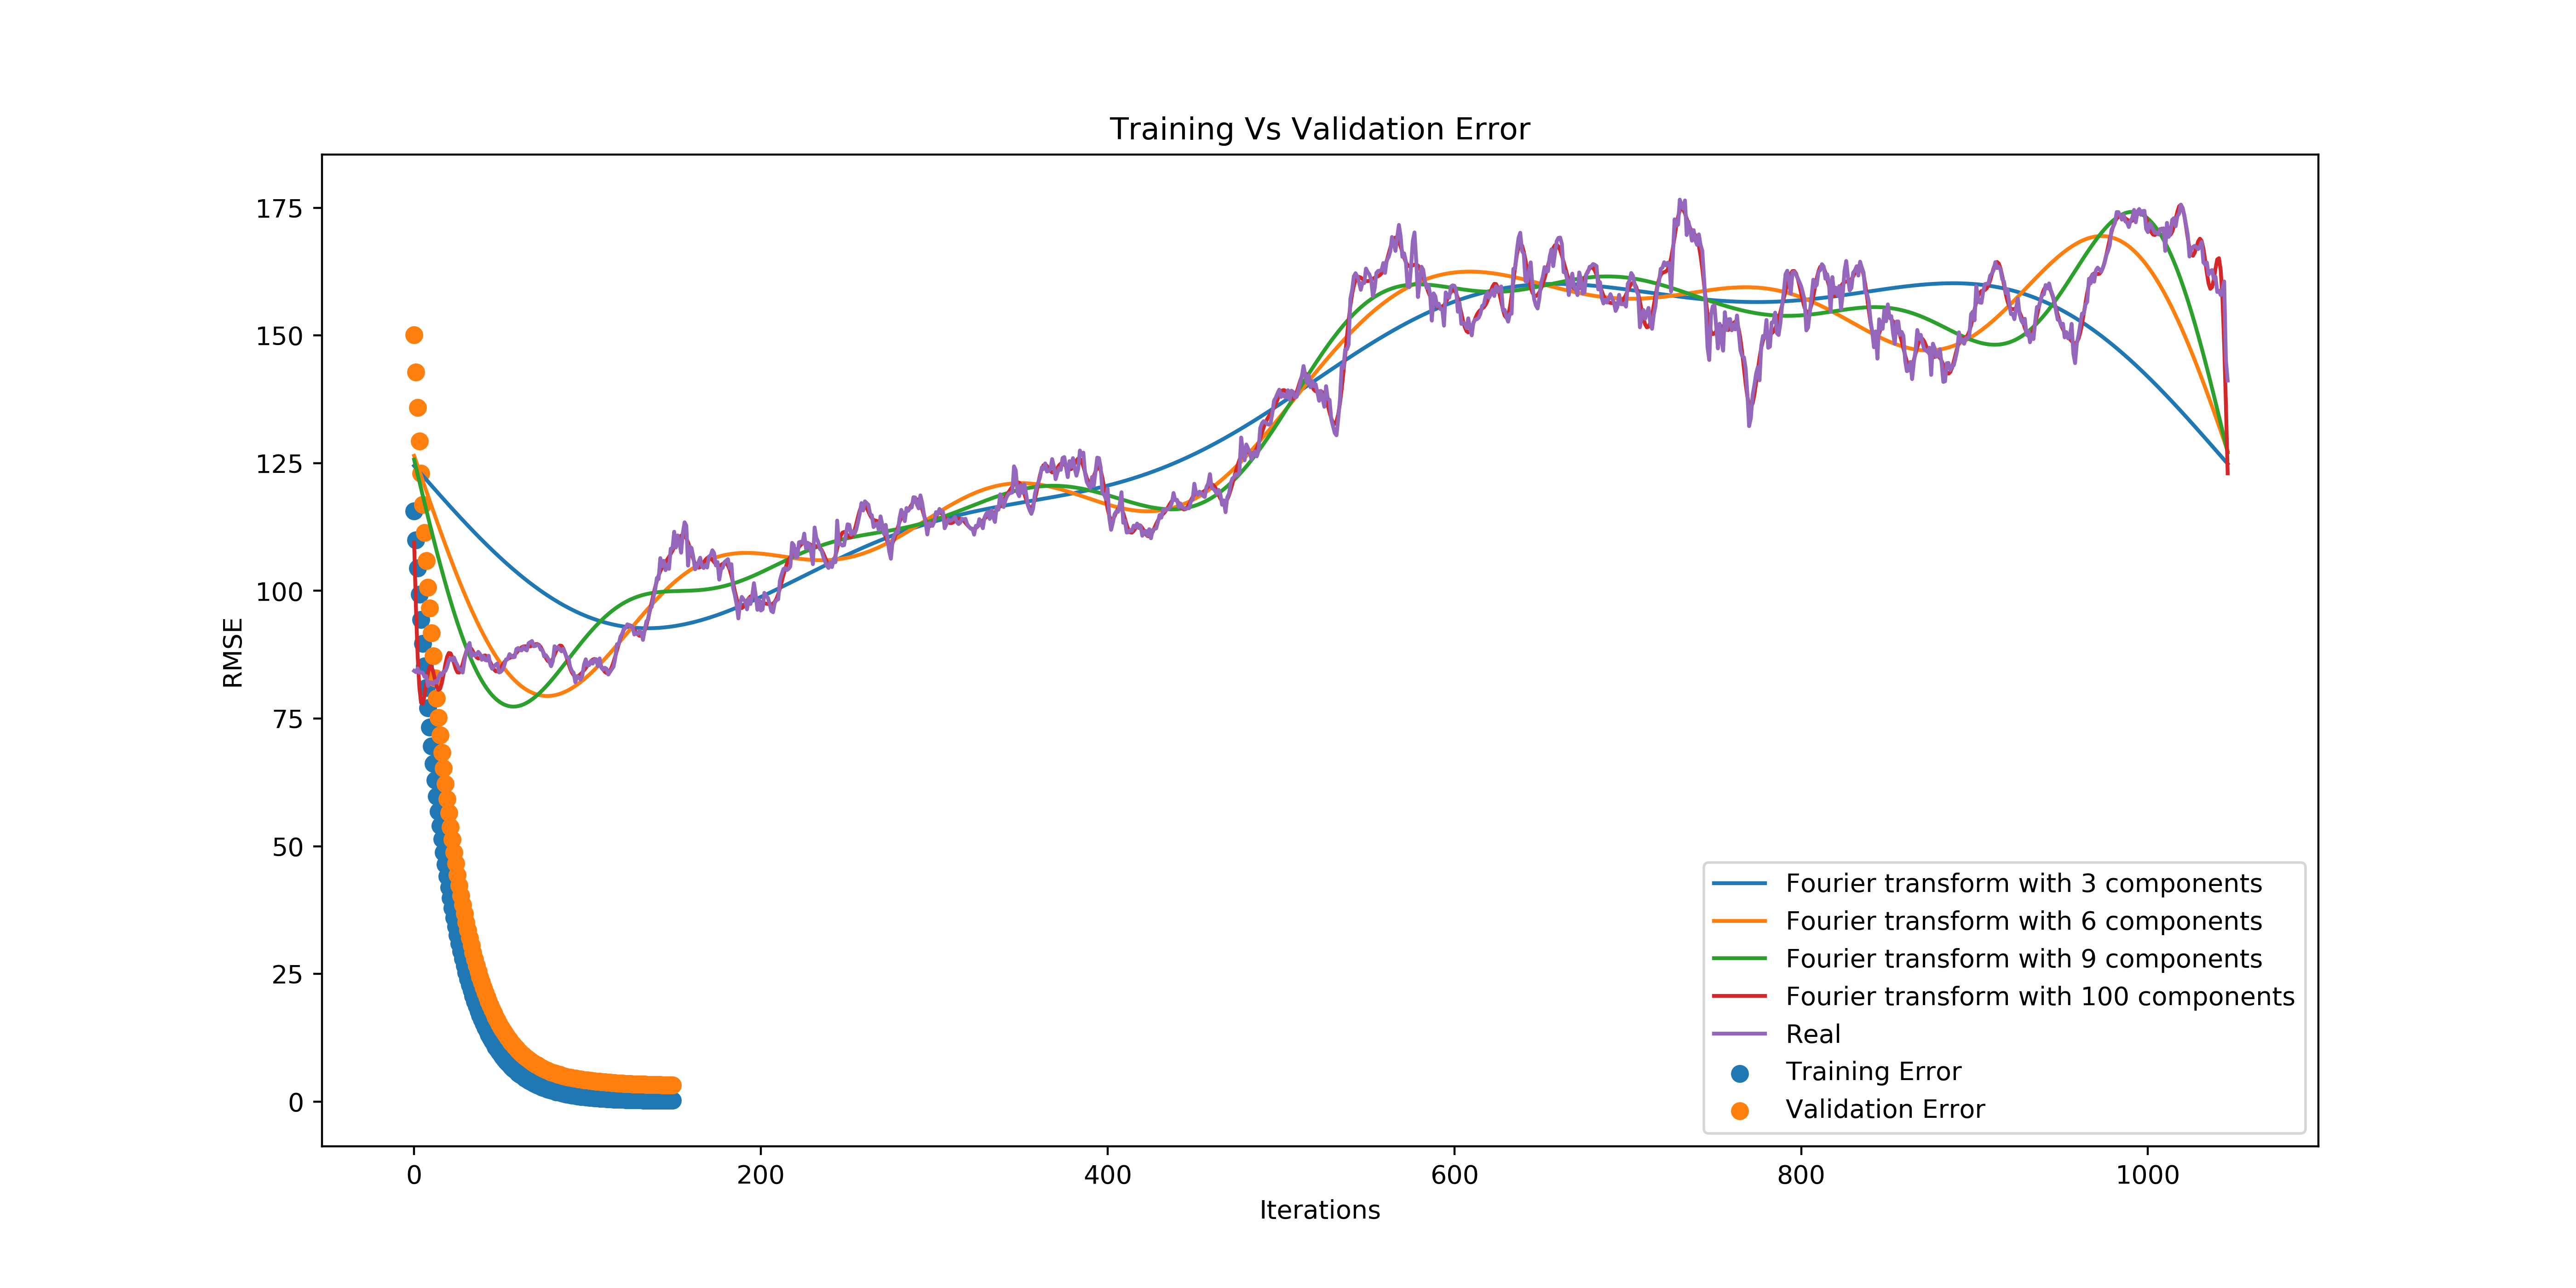 Training Vs Validation Error
RMSE
175
150
125
100
75
50
25
0
0 200 400 600 800 1000
Iterations
Fourier transform with 3 components
Fourier transform with 6 components
Fourier transform with 9 components
Fourier transform with 100 components
Real
Training Error
Validation Error